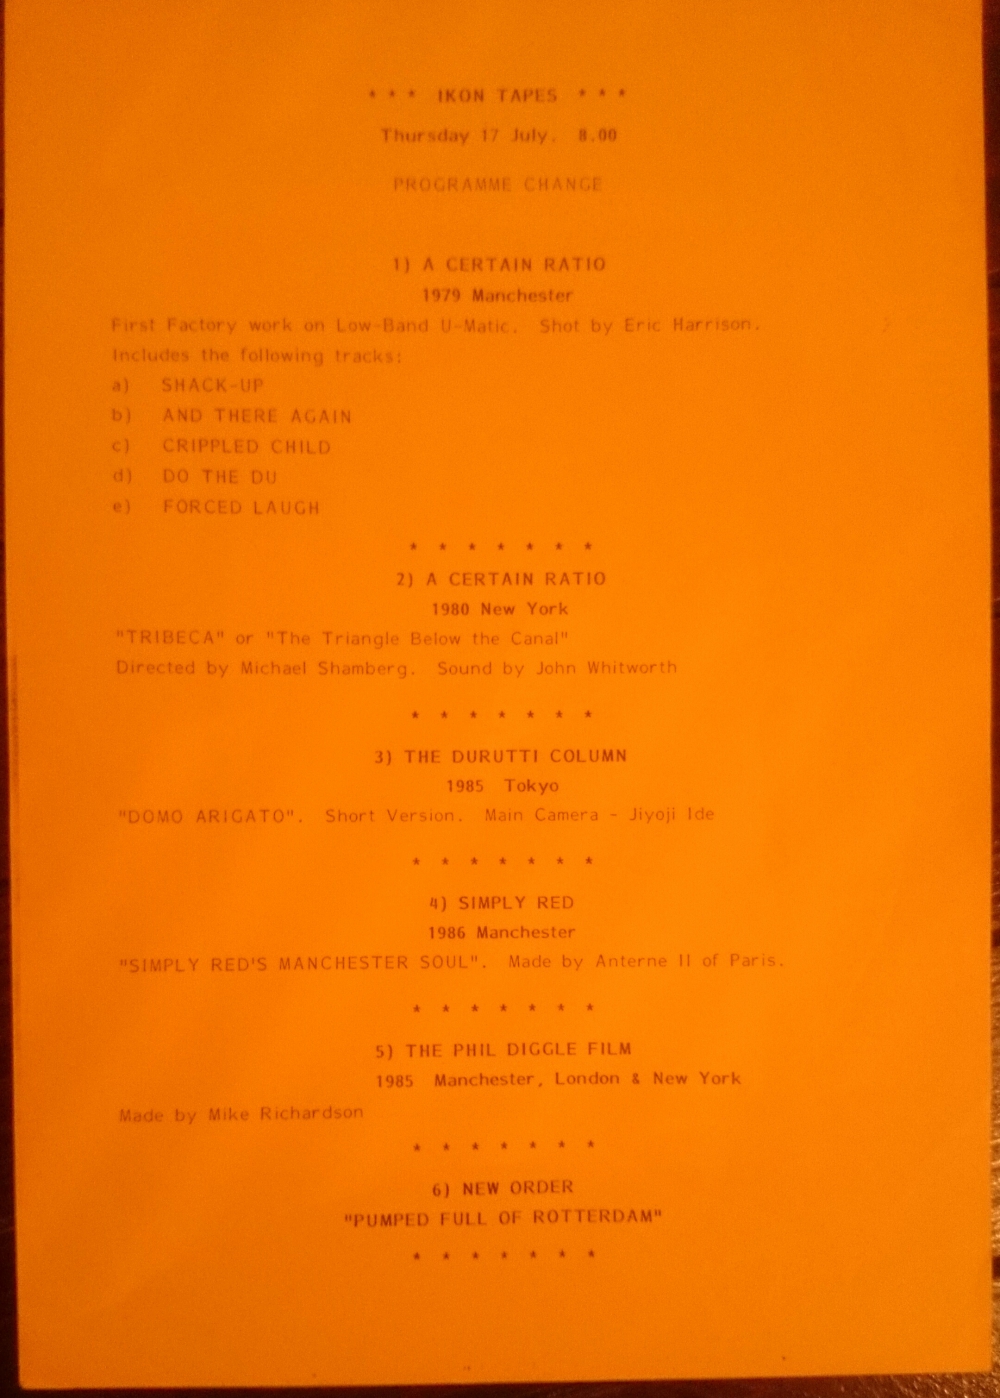 * * * IKON TAPES * * *
Thursday 17 July. 8.00
PROGRAMME CHANGE
1) A CERTAIN RATIO
1979 Manchester
First Factory work on Low-Band U-Matic. Shot by Eric Harrison.
Includes the following tracks:
a) SHACK-UP
b) AND THERE AGAIN
c) CRIPPLED CHILD
d) DO THE DU
e) FORCED LAUGH
* * * * * * *
2) A CERTAIN RATIO
1980 New York
"TRIBECA" or "The Triangle Below the Canal"
Directed by Michael Shamberg. Sound by John Whitworth
* * * * * * *
3) THE DURUTTI COLUMN
1985 Tokyo
"DOMO ARIGATO". Short Version. Main Camera - Jiyoji Ide
* * * * * * *
4) SIMPLY RED
1986 Manchester
"SIMPLY RED'S MANCHESTER SOUL". Made by Anterne II of Paris.
* * * * * * *
5) THE PHIL DIGGLE FILM
1985 Manchester, London & New York
Made by Mike Richardson
* * * * * * *
6) NEW ORDER
"PUMPED FULL OF ROTTERDAM"
* * * * * * *